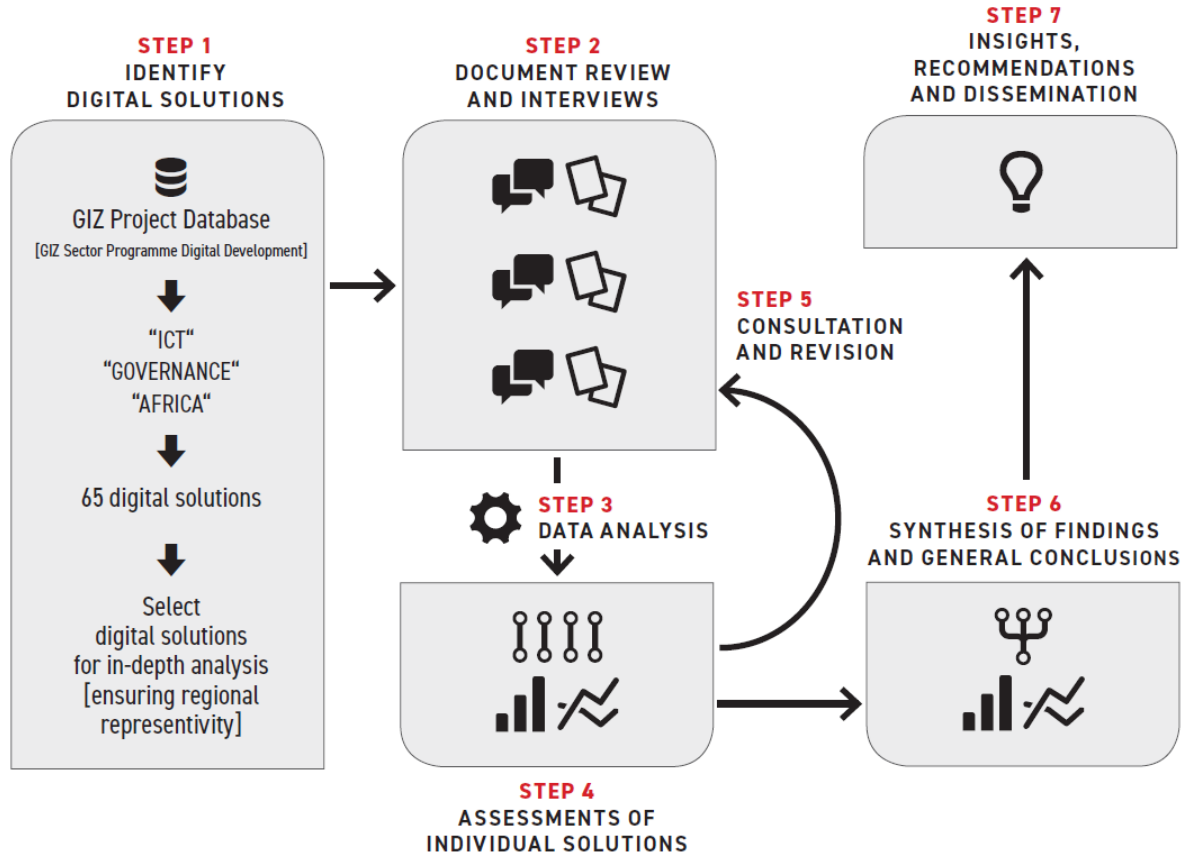 STEP 1
IDENTIFY
DIGITAL SOLUTIONS
GIZ Project Database
[GIZ Sector Programme Digital Development]
“ICT“
“GOVERNANCE“
“AFRICA“
65 digital solutions
Select
digital solutions
for in-depth analysis
[ensuring regional
representivity]
STEP 2
DOCUMENT REVIEW
AND INTERVIEWS
STEP 3
DATA ANALYSIS
STEP 4
ASSESSMENTS OF
INDIVIDUAL SOLUTIONS
STEP 5
CONSULTATION
AND REVISION
STEP 6
SYNTHESIS OF FINDINGS
AND GENERAL CONCLUSIONS
STEP 7
INSIGHTS,
RECOMMENDATIONS
AND DISSEMINATION